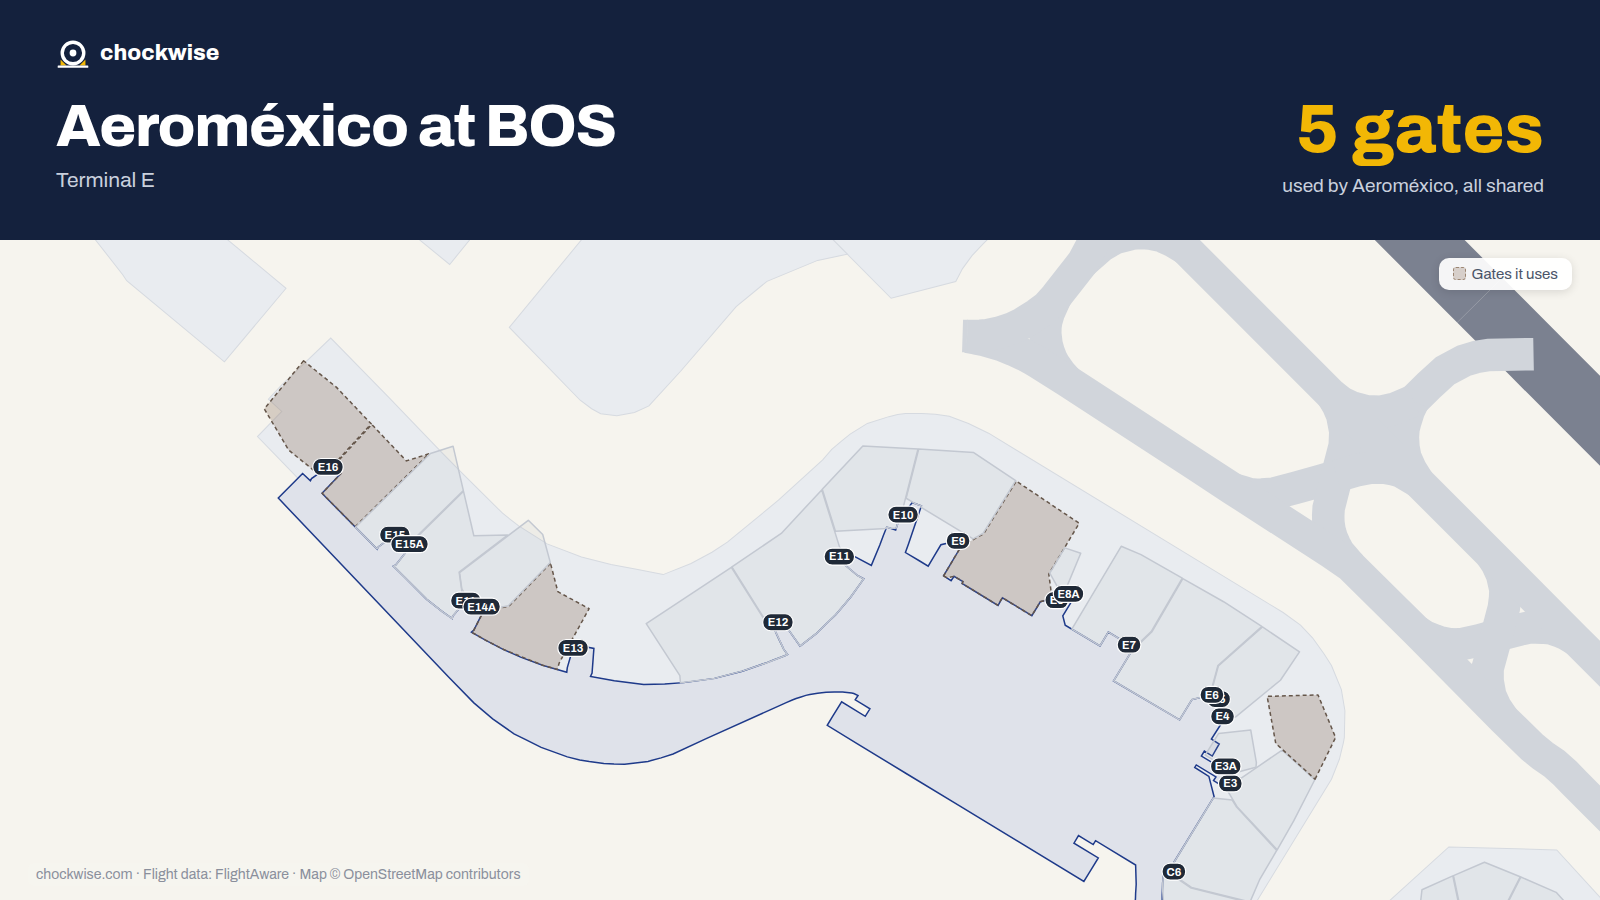 chockwise
Aeroméxico at BOS
Terminal E
5 gates
used by Aeroméxico, all shared
Gates it uses
E16
E15
E15A
E14A
E13
E12
E11
E10
E9
E8A
E7
E6
E4
E3A
E3
C6
chockwise.com · Flight data: FlightAware · Map © OpenStreetMap contributors